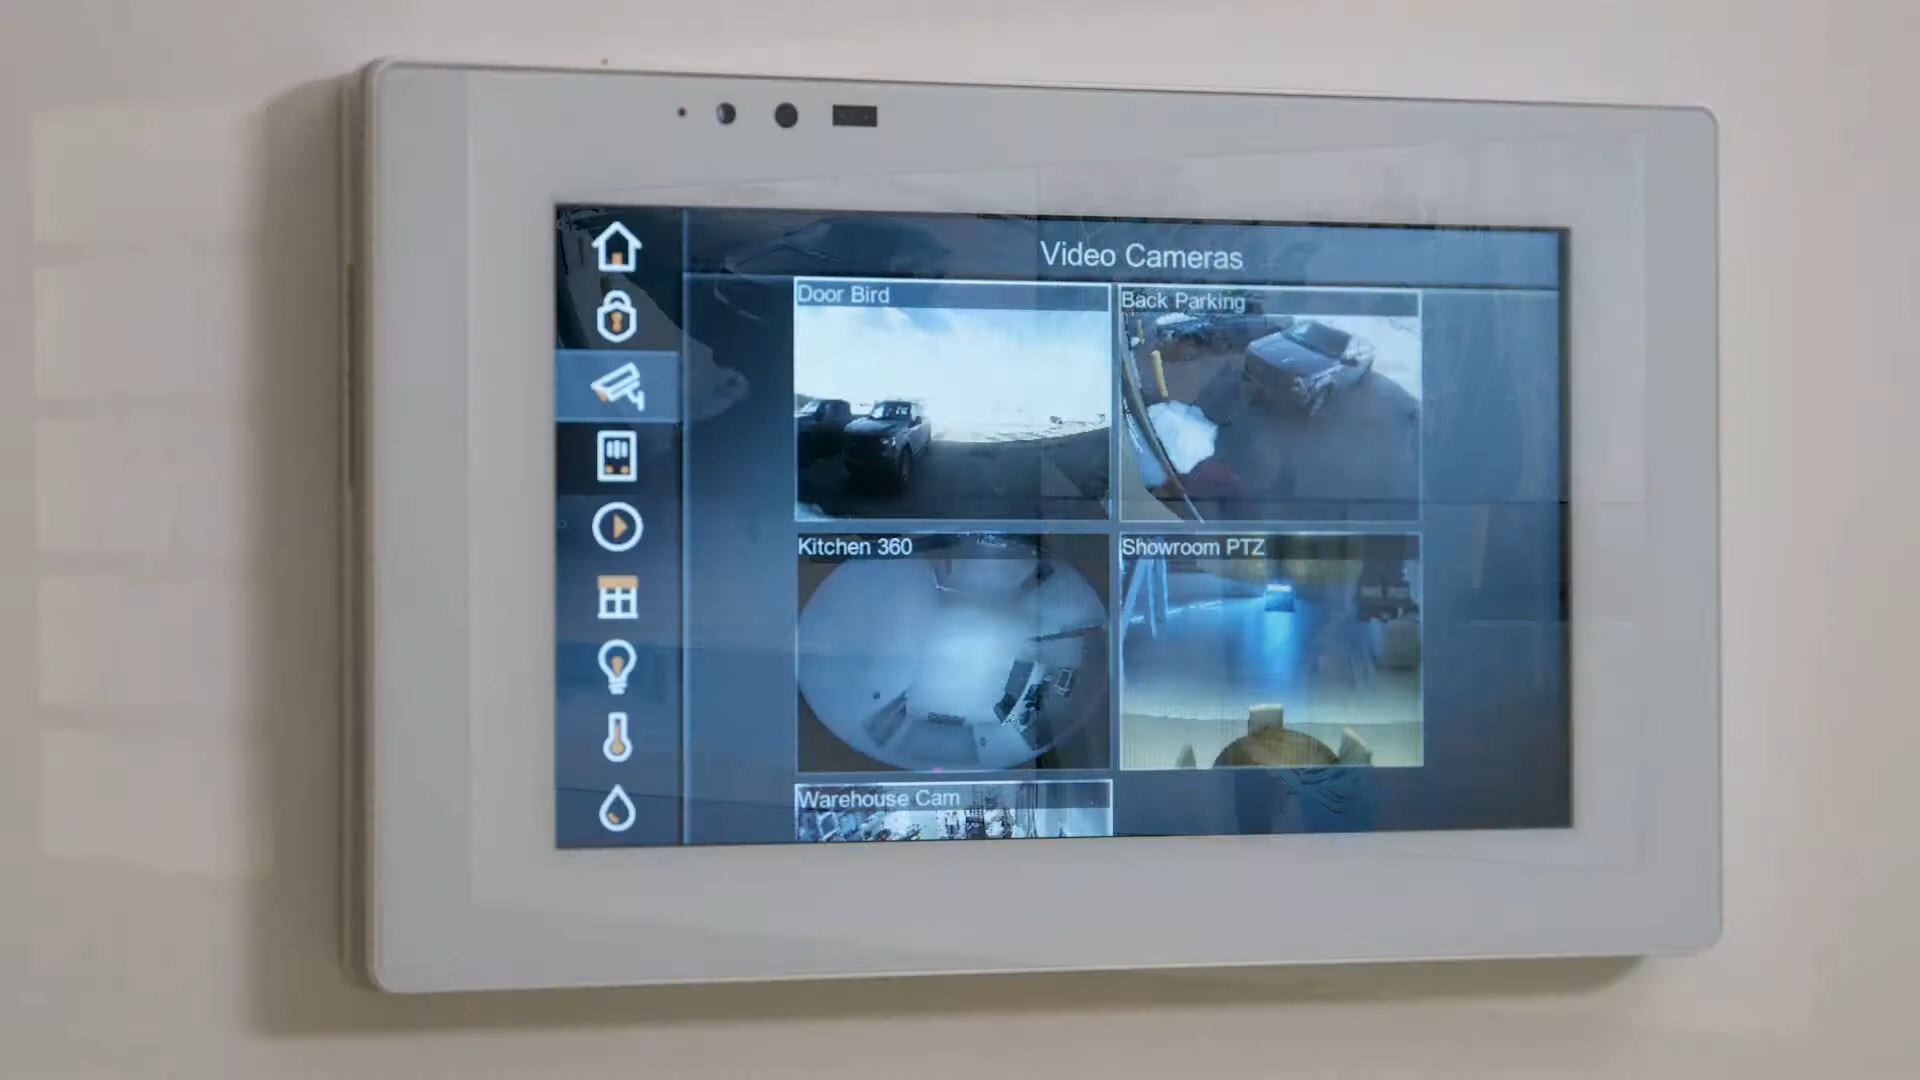 Video Cameras
Door Bird
Back Parking
Kitchen 360
Showroom PTZ
Warehouse Cam